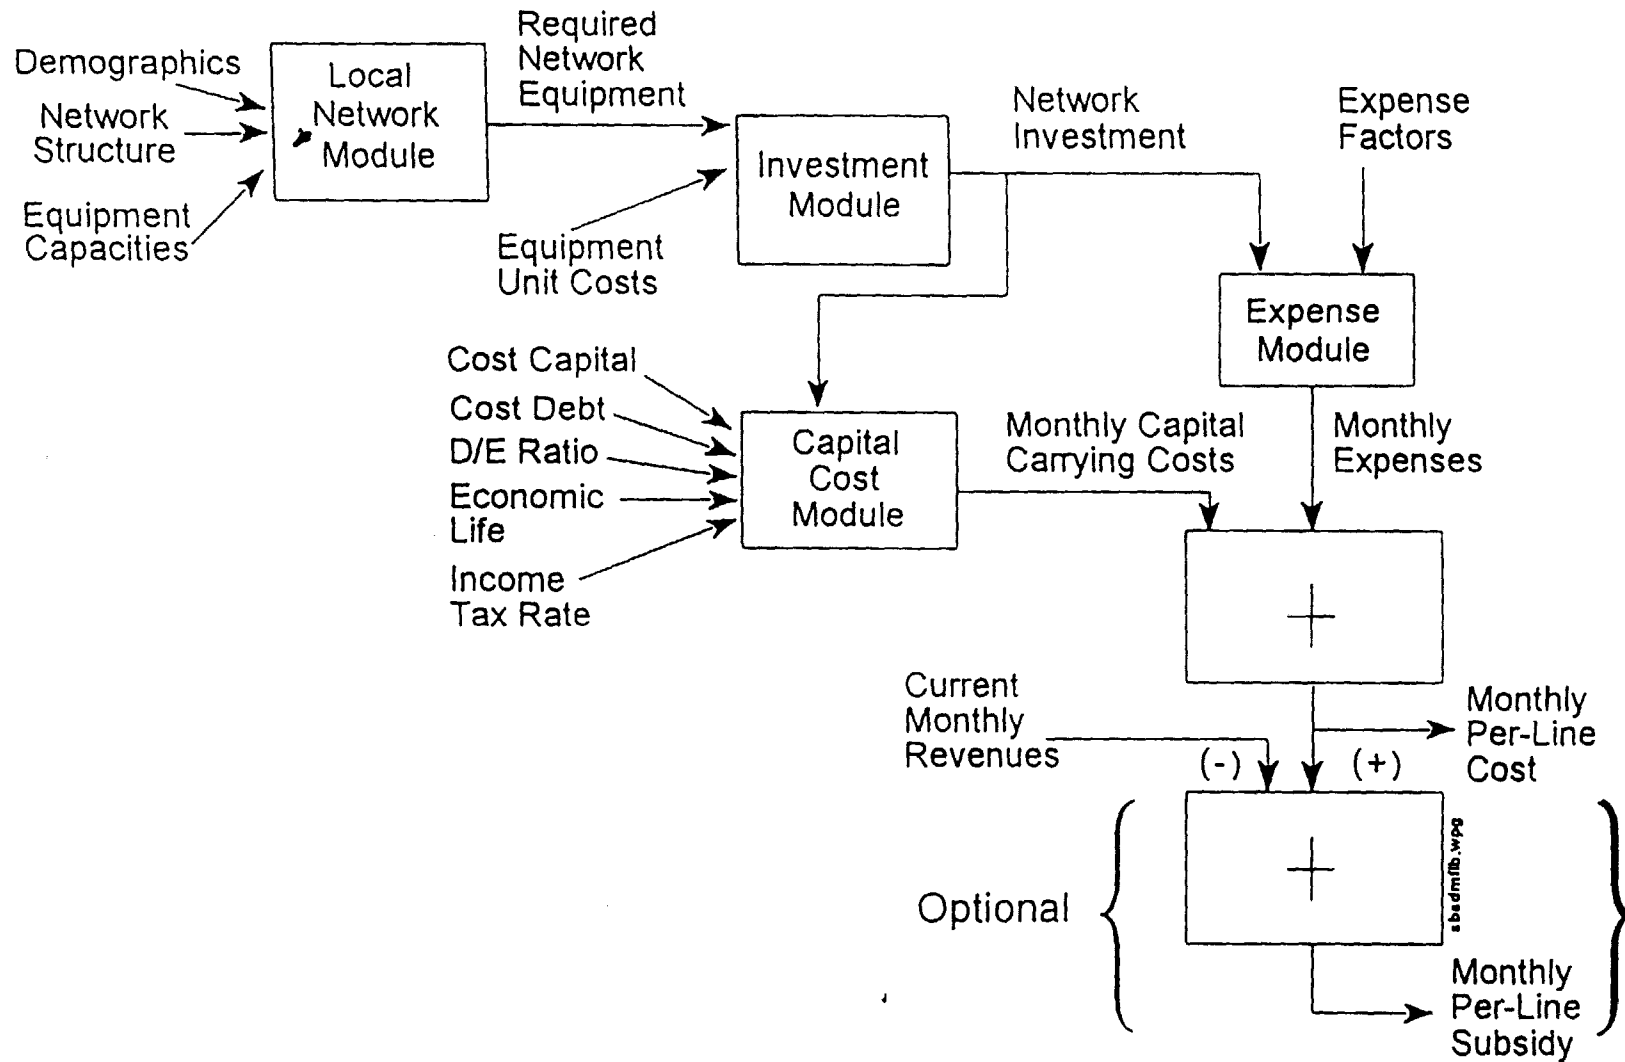 Demographics
Network
Structure
Equipment
Capacities
Local
Network
Module
Required
Network
Equipment
Equipment
Unit Costs
Investment
Module
Network
Investment
Expense
Factors
Expense
Module
Cost Capital
Cost Debt
D/E Ratio
Economic
Life
Income
Tax Rate
Capital
Cost
Module
Monthly Capital
Carrying Costs
Monthly
Expenses
+
Current
Monthly
Revenues
(-)
(+)
Monthly
Per-Line
Cost
Optional
+
Monthly
Per-Line
Subsidy